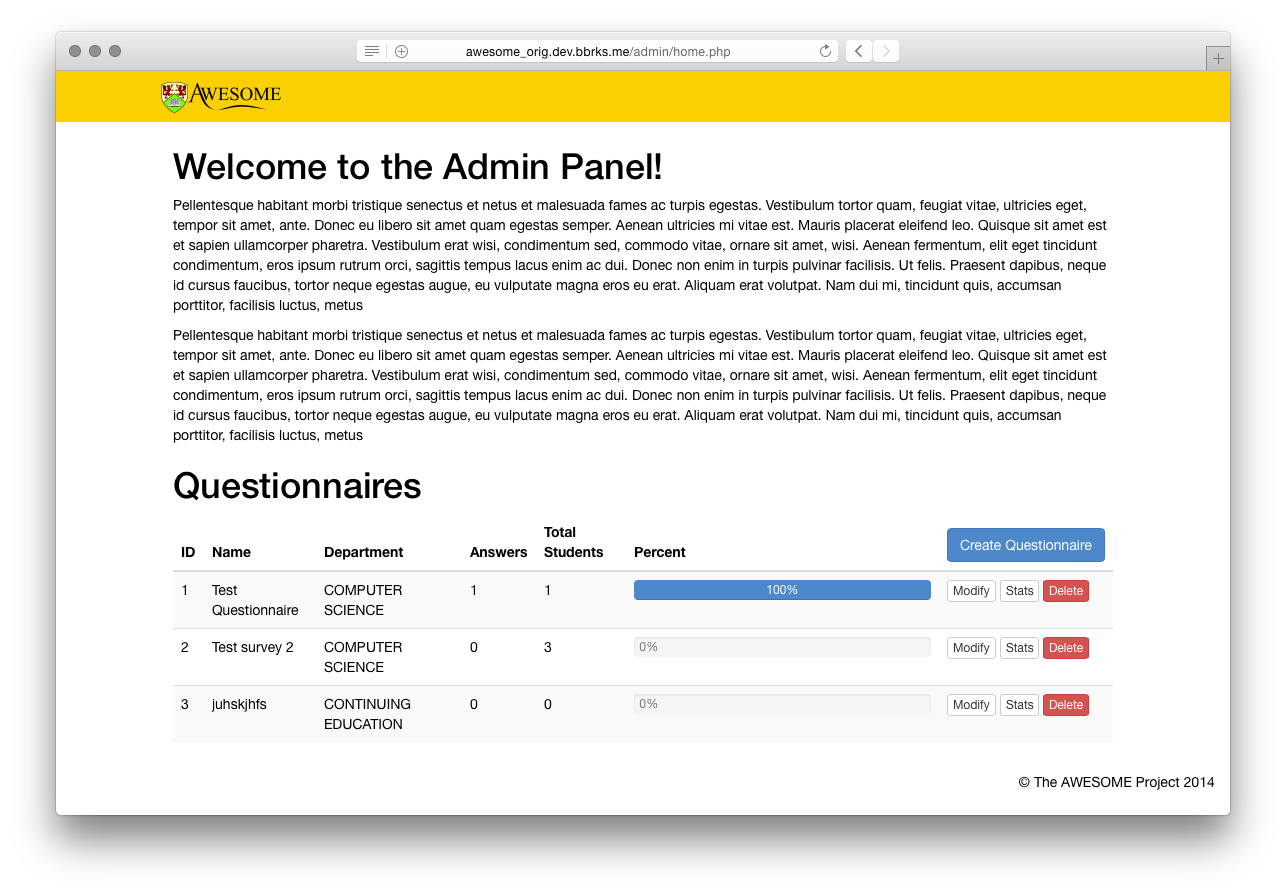 awesome_orig.dev.bbrks.me/admin/home.php
AWESOME
Welcome to the Admin Panel!
Pellentesque habitant morbi tristique senectus et netus et malesuada fames ac turpis egestas. Vestibulum tortor quam, feugiat vitae, ultricies eget,
tempor sit amet, ante. Donec eu libero sit amet quam egestas semper. Aenean ultricies mi vitae est. Mauris placerat eleifend leo. Quisque sit amet est
et sapien ullamcorper pharetra. Vestibulum erat wisi, condimentum sed, commodo vitae, ornare sit amet, wisi. Aenean fermentum, elit eget tincidunt
condimentum, eros ipsum rutrum orci, sagittis tempus lacus enim ac dui. Donec non enim in turpis pulvinar facilisis. Ut felis. Praesent dapibus, neque
id cursus faucibus, tortor neque egestas augue, eu vulputate magna eros eu erat. Aliquam erat volutpat. Nam dui mi, tincidunt quis, accumsan
porttitor, facilisis luctus, metus
Pellentesque habitant morbi tristique senectus et netus et malesuada fames ac turpis egestas. Vestibulum tortor quam, feugiat vitae, ultricies eget,
tempor sit amet, ante. Donec eu libero sit amet quam egestas semper. Aenean ultricies mi vitae est. Mauris placerat eleifend leo. Quisque sit amet est
et sapien ullamcorper pharetra. Vestibulum erat wisi, condimentum sed, commodo vitae, ornare sit amet, wisi. Aenean fermentum, elit eget tincidunt
condimentum, eros ipsum rutrum orci, sagittis tempus lacus enim ac dui. Donec non enim in turpis pulvinar facilisis. Ut felis. Praesent dapibus, neque
id cursus faucibus, tortor neque egestas augue, eu vulputate magna eros eu erat. Aliquam erat volutpat. Nam dui mi, tincidunt quis, accumsan
porttitor, facilisis luctus, metus
Questionnaires
ID Name Department Answers Total Students Percent Create Questionnaire
1 Test Questionnaire COMPUTER SCIENCE 1 1 100% Modify Stats Delete
2 Test survey 2 COMPUTER SCIENCE 0 3 0% Modify Stats Delete
3 juhskjhfs CONTINUING EDUCATION 0 0 0% Modify Stats Delete
© The AWESOME Project 2014